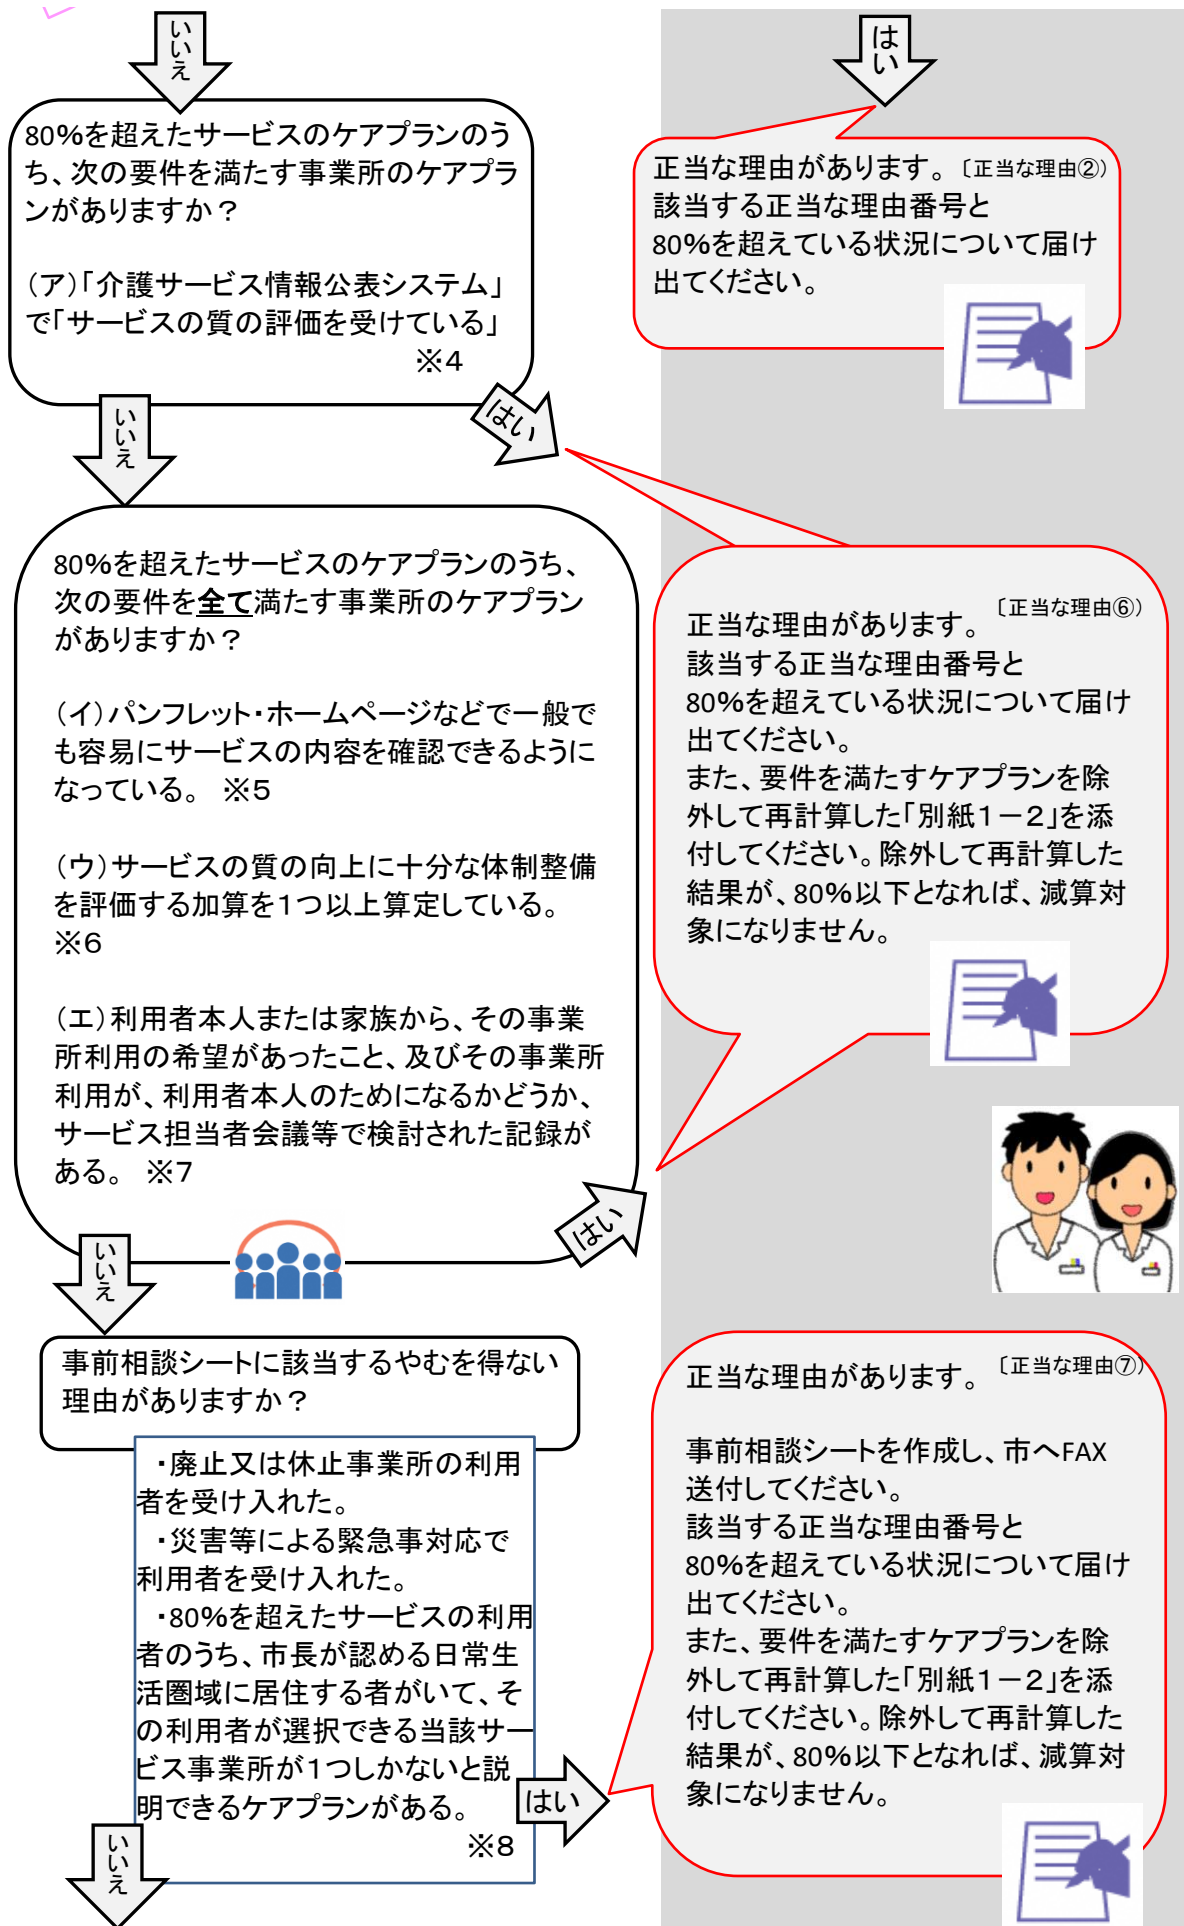 いいえ
はい
80%を超えたサービスのケアプランのう
ち、次の要件を満たす事業所のケアプラ
ンがありますか？
（ア）「介護サービス情報公表システム」
で「サービスの質の評価を受けている」
※4
正当な理由があります。〔正当な理由②）
該当する正当な理由番号と
80%を超えている状況について届け
出てください。
いいえ
はい
80%を超えたサービスのケアプランのうち、
次の要件を全て満たす事業所のケアプラン
がありますか？
（イ）パンフレット・ホームページなどで一般で
も容易にサービスの内容を確認できるように
なっている。 ※5
（ウ）サービスの質の向上に十分な体制整備
を評価する加算を1つ以上算定している。
※6
（エ）利用者本人または家族から、その事業
所利用の希望があったこと、及びその事業所
利用が、利用者本人のためになるかどうか、
サービス担当者会議等で検討された記録が
ある。 ※7
正当な理由があります。〔正当な理由⑥）
該当する正当な理由番号と
80%を超えている状況について届け
出てください。
また、要件を満たすケアプランを除
外して再計算した「別紙1－2」を添
付してください。除外して再計算した
結果が、80%以下となれば、減算対
象になりません。
はい
いいえ
事前相談シートに該当するやむを得ない
理由がありますか？
・廃止又は休止事業所の利用
者を受け入れた。
・災害等による緊急事対応で
利用者を受け入れた。
・80%を超えたサービスの利用
者のうち、市長が認める日常生
活圏域に居住する者がいて、そ
の利用者が選択できる当該サー
ビス事業所が1つしかないと説
明できるケアプランがある。
※8
はい
いいえ
正当な理由があります。〔正当な理由⑦）
事前相談シートを作成し、市へFAX
送付してください。
該当する正当な理由番号と
80%を超えている状況について届け
出てください。
また、要件を満たすケアプランを除
外して再計算した「別紙1－2」を添
付してください。除外して再計算した
結果が、80%以下となれば、減算対
象になりません。